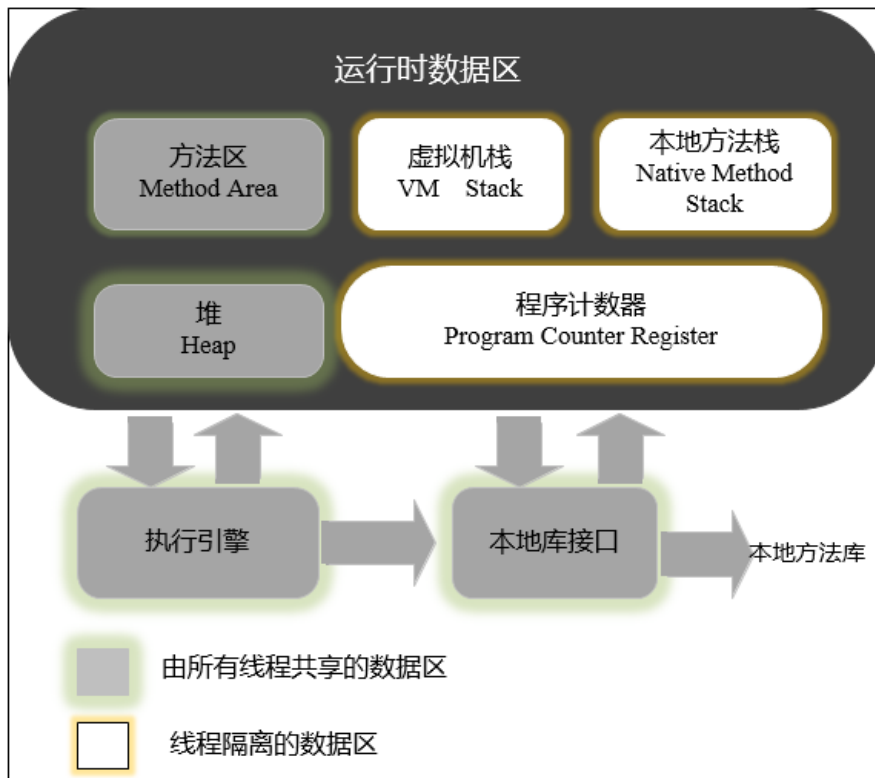 运行时数据区
方法区
Method Area
虚拟机栈
VM Stack
本地方法栈
Native Method
Stack
堆
Heap
程序计数器
Program Counter Register
执行引擎
本地库接口
本地方法库
由所有线程共享的数据区
线程隔离的数据区